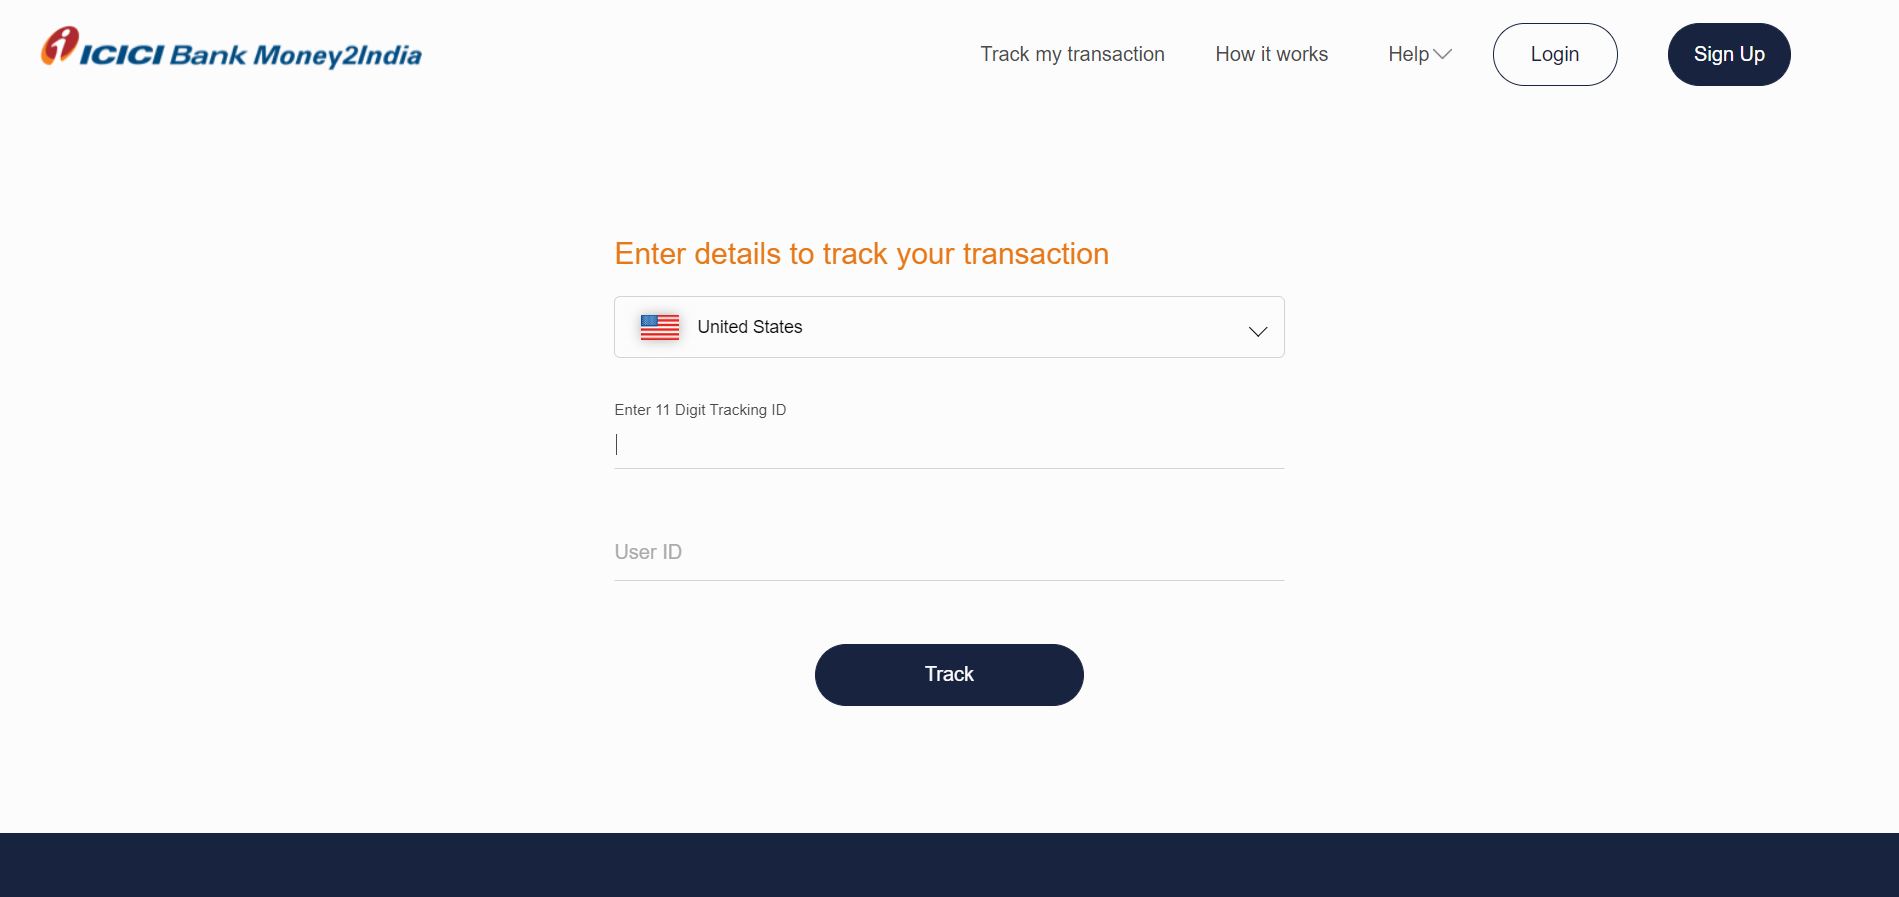 ICICI Bank Money2India
Track my transaction
How it works
Help
Login
Sign Up
Enter details to track your transaction
United States
Enter 11 Digit Tracking ID
User ID
Track